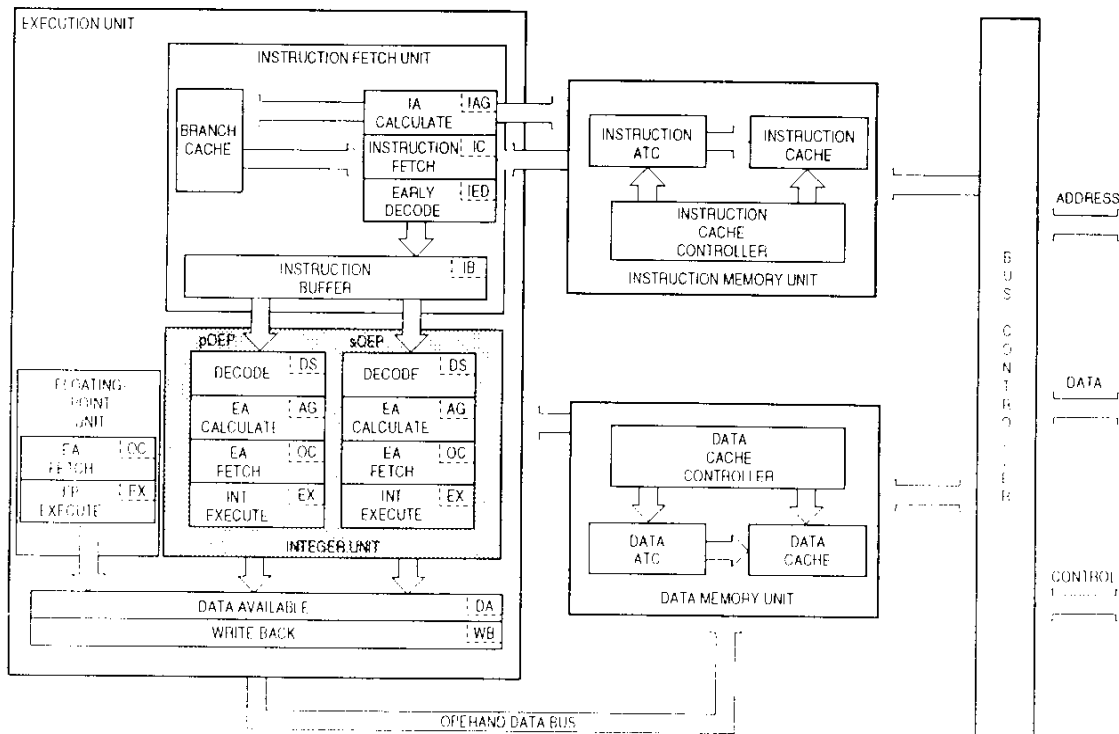 EXECUTION UNIT
INSTRUCTION FETCH UNIT
BRANCH
CACHE
IA
CALCULATE
IAG
INSTRUCTION
FETCH
IC
EARLY
DECODE
IED
INSTRUCTION
BUFFER
IB
INSTRUCTION
ATC
INSTRUCTION
CACHE
INSTRUCTION
CACHE
CONTROLLER
INSTRUCTION MEMORY UNIT
pOEP
DECODE
DS
EA
CALCULATE
AG
EA
FETCH
OC
INT
EXECUTE
EX
sOEP
DECODE
DS
EA
CALCULATE
AG
EA
FETCH
OC
INT
EXECUTE
EX
INTEGER UNIT
FLOATING-
POINT
UNIT
EA
FETCH
OC
FP
EXECUTE
EX
DATA AVAILABLE
DA
WRITE BACK
WB
DATA
CACHE
CONTROLLER
DATA
ATC
DATA
CACHE
DATA MEMORY UNIT
OPERAND DATA BUS
BUS CONTROLLER
ADDRESS
DATA
CONTROL